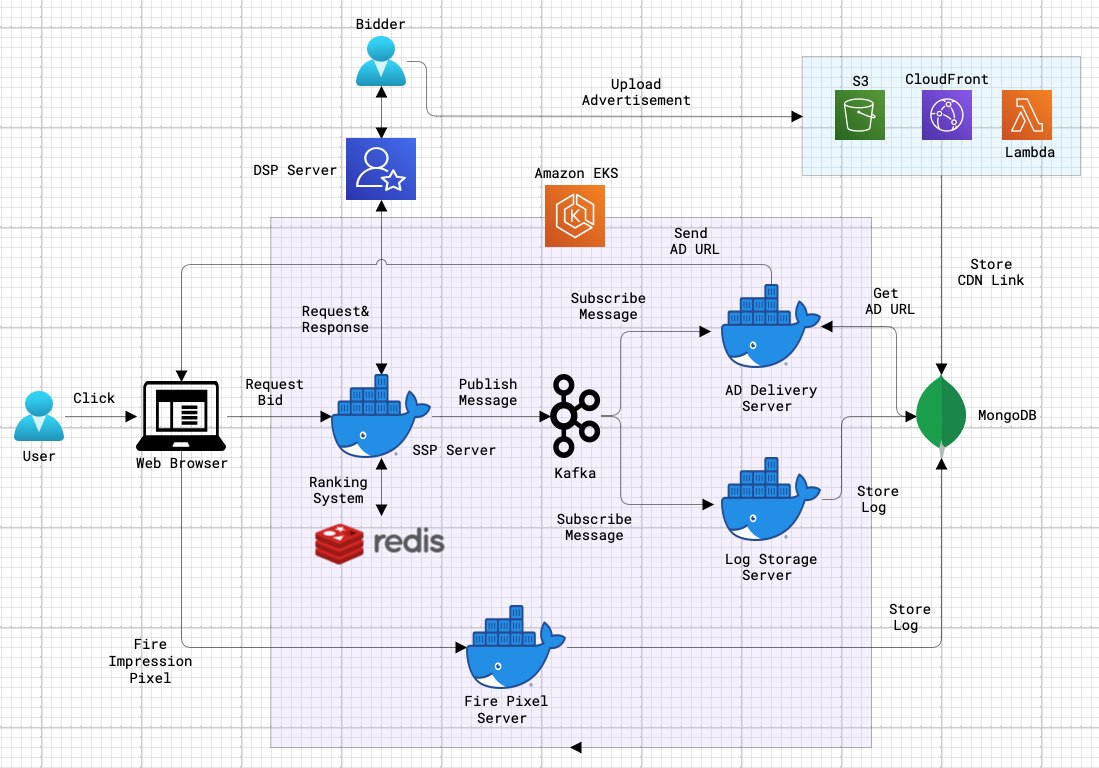 Bidder
Upload
Advertisement
S3
CloudFront
Lambda
DSP Server
Amazon EKS
Send
AD URL
Store
CDN Link
Request&
Response
Subscribe
Message
Get
AD URL
Click
User
Web Browser
Request
Bid
SSP Server
Publish
Message
Kafka
AD Delivery
Server
MongoDB
Ranking
System
redis
Subscribe
Message
Store
Log
Log Storage
Server
Store
Log
Fire
Impression
Pixel
Fire Pixel
Server